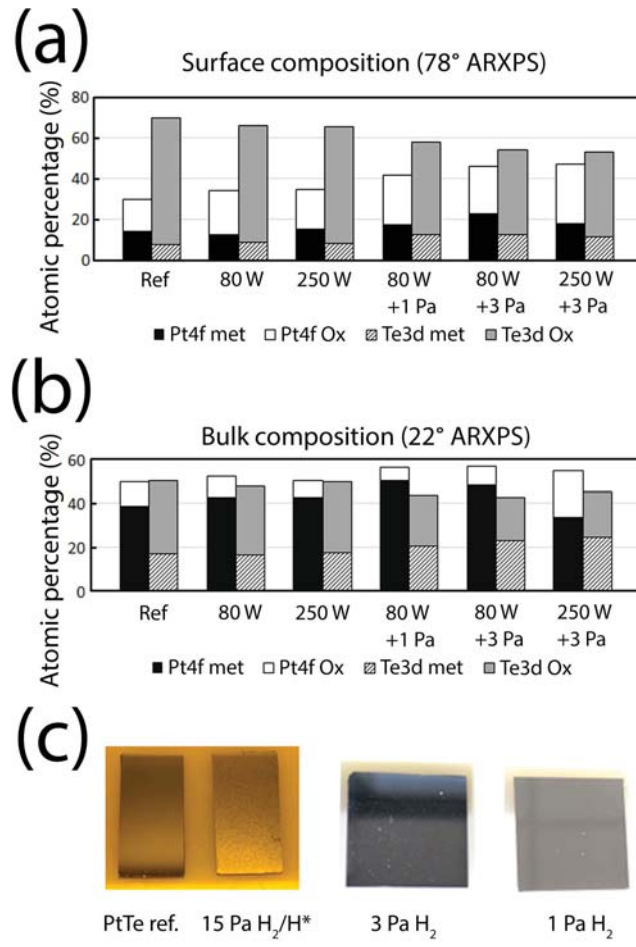 (a)
Surface composition (78° ARXPS)
Atomic percentage (%)
80
60
40
20
0
Ref 80 W 250 W 80 W +1 Pa 80 W +3 Pa 250 W +3 Pa
Pt4f met Pt4f Ox Te3d met Te3d Ox
(b)
Bulk composition (22° ARXPS)
Atomic percentage (%)
60
40
20
0
Ref 80 W 250 W 80 W +1 Pa 80 W +3 Pa 250 W +3 Pa
Pt4f met Pt4f Ox Te3d met Te3d Ox
(c)
PtTe ref. 15 Pa H₂/H* 3 Pa H₂ 1 Pa H₂